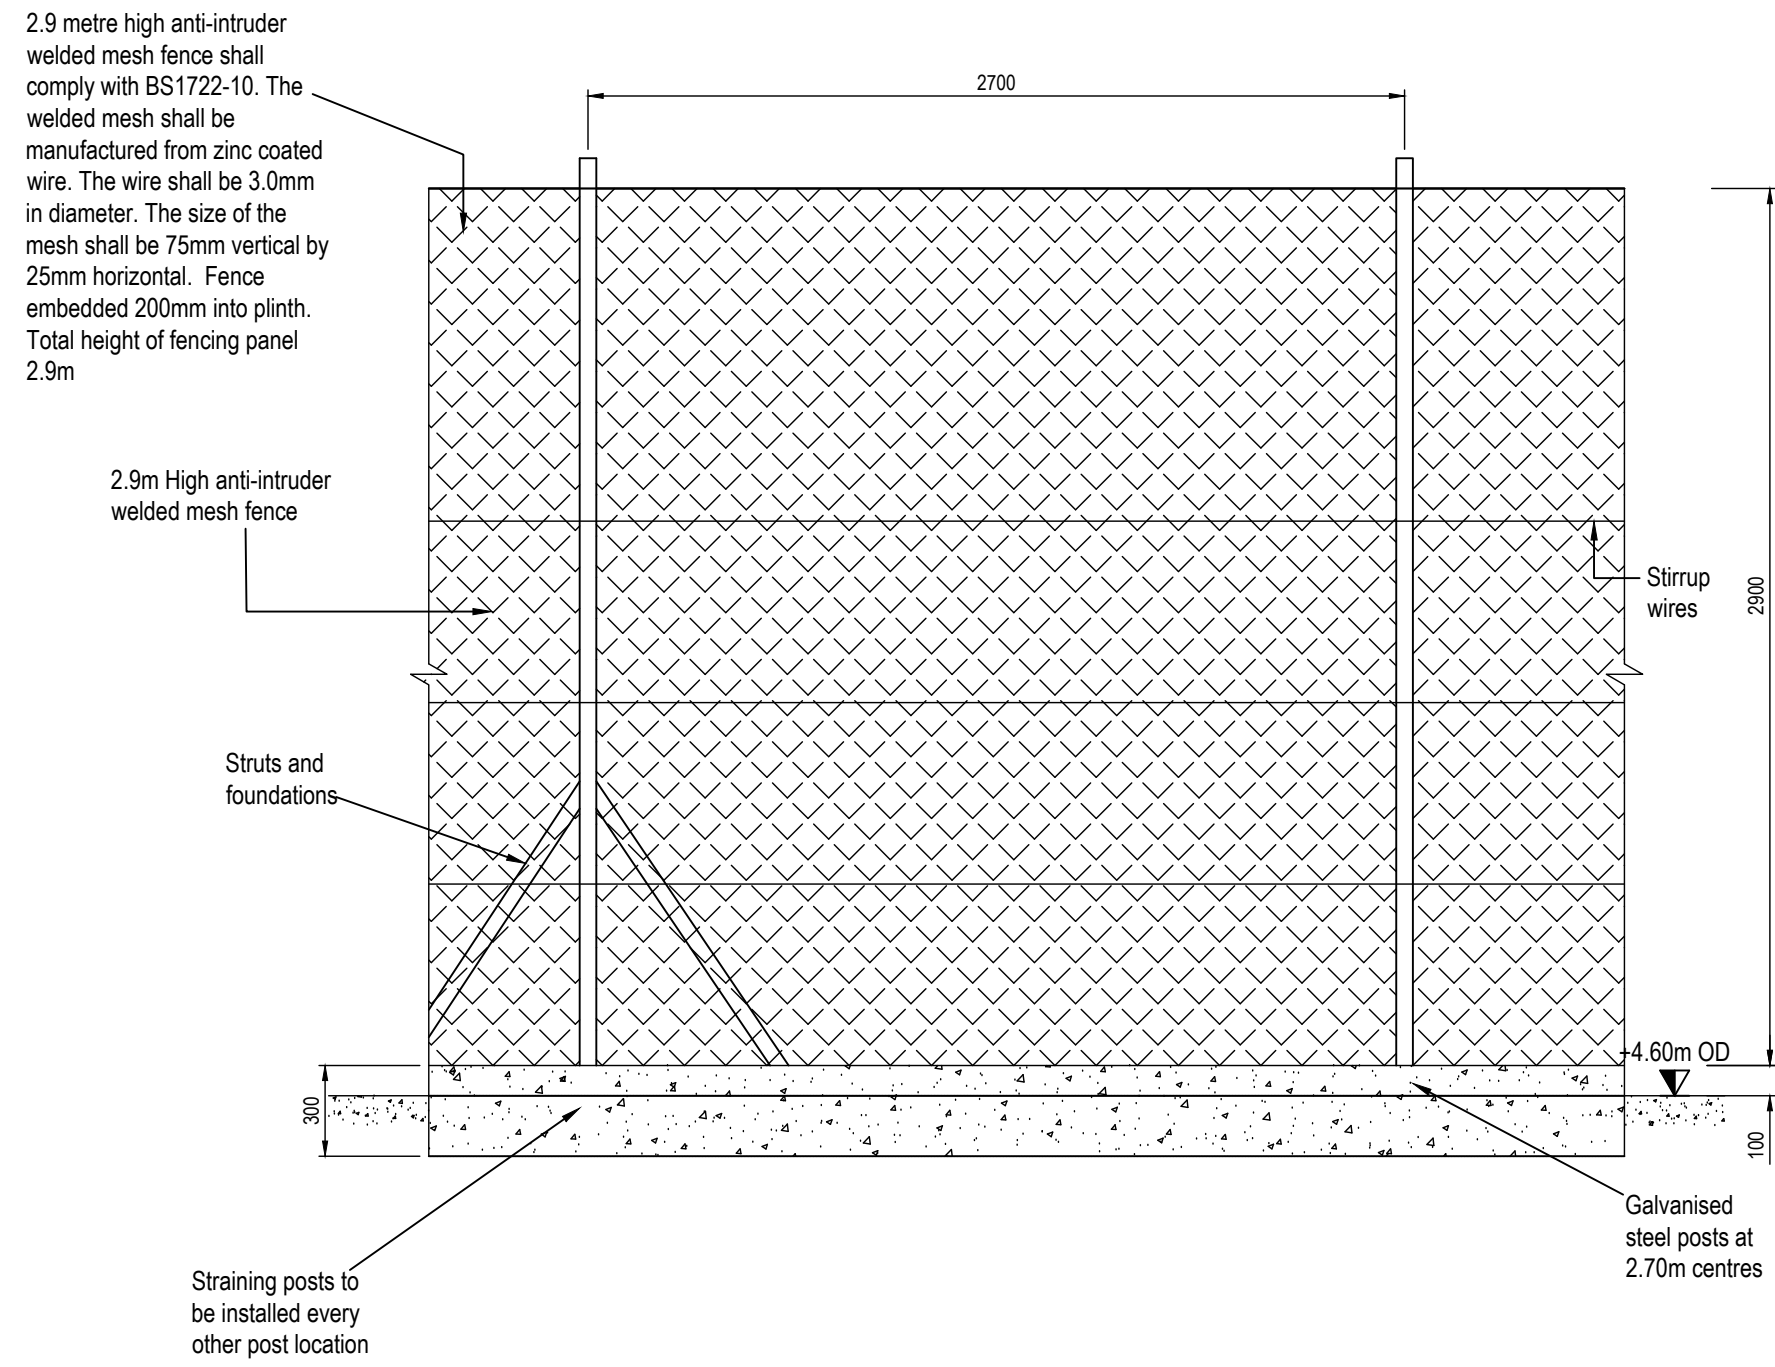 2.9 metre high anti-intruder
welded mesh fence shall
comply with BS1722-10. The
welded mesh shall be
manufactured from zinc coated
wire. The wire shall be 3.0mm
in diameter. The size of the
mesh shall be 75mm vertical by
25mm horizontal. Fence
embedded 200mm into plinth.
Total height of fencing panel
2.9m
2700
2.9m High anti-intruder
welded mesh fence
Stirrup
wires
2900
Struts and
foundations
+4.60m OD
300
100
Galvanised
steel posts at
2.70m centres
Straining posts to
be installed every
other post location